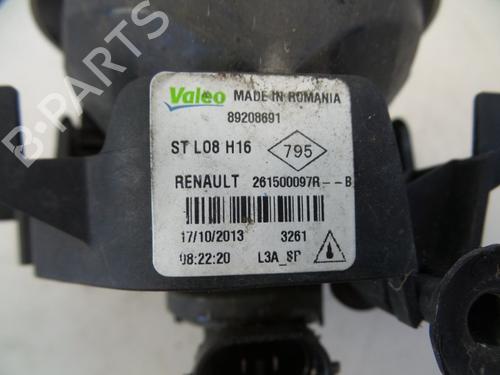 Valeo MADE IN ROMANIA
89208691
ST L08 H16 795
RENAULT 261500097R--B
17/10/2013 3261
08:22:20 L3A_SP
B-Parts